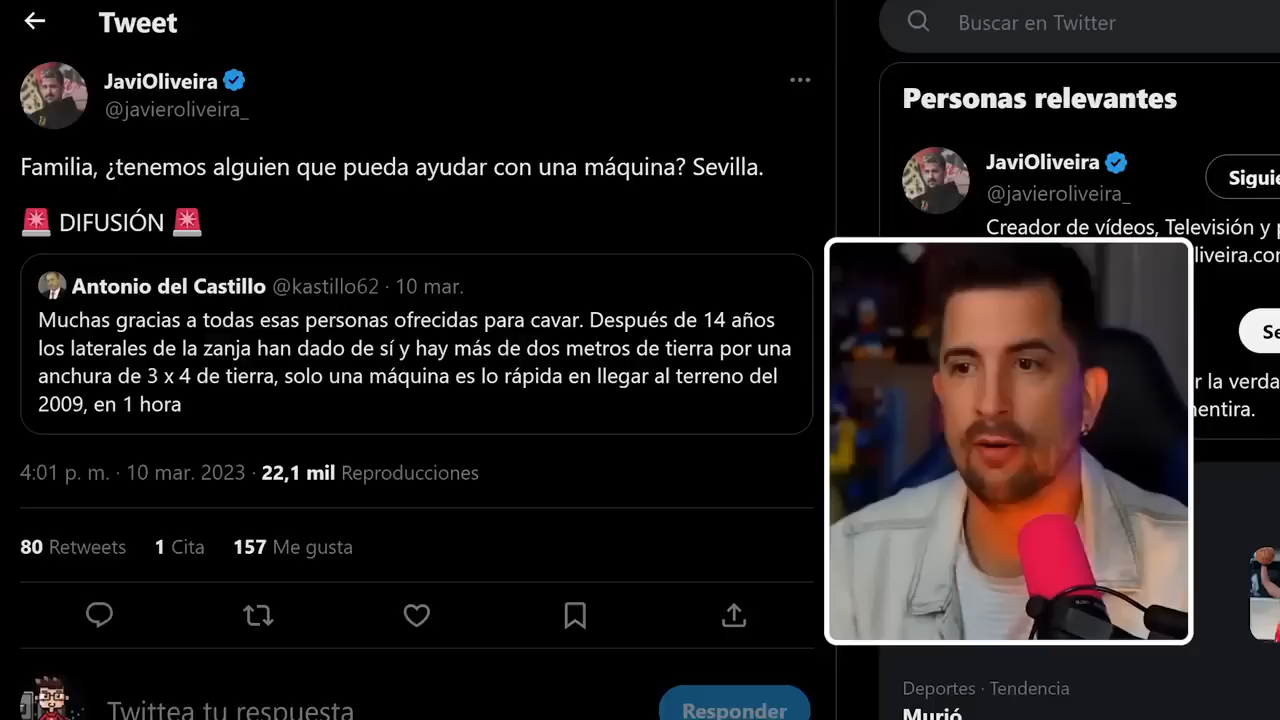 Tweet
JaviOliveira
@javieroliveira_
Familia, ¿tenemos alguien que pueda ayudar con una máquina? Sevilla.
🚨 DIFUSIÓN 🚨
Antonio del Castillo @kastillo62 · 10 mar.
Muchas gracias a todas esas personas ofrecidas para cavar. Después de 14 años
los laterales de la zanja han dado de sí y hay más de dos metros de tierra por una
anchura de 3 x 4 de tierra, solo una máquina es lo rápida en llegar al terreno del
2009, en 1 hora
4:01 p. m. · 10 mar. 2023 · 22,1 mil Reproducciones
80 Retweets 1 Cita 157 Me gusta
Twittea tu respuesta
Responder
Buscar en Twitter
Personas relevantes
JaviOliveira
@javieroliveira_
Siguie
Creador de vídeos, Televisión y p
liveira.com
Se
r la verda
mentira.
Deportes · Tendencia
Murió